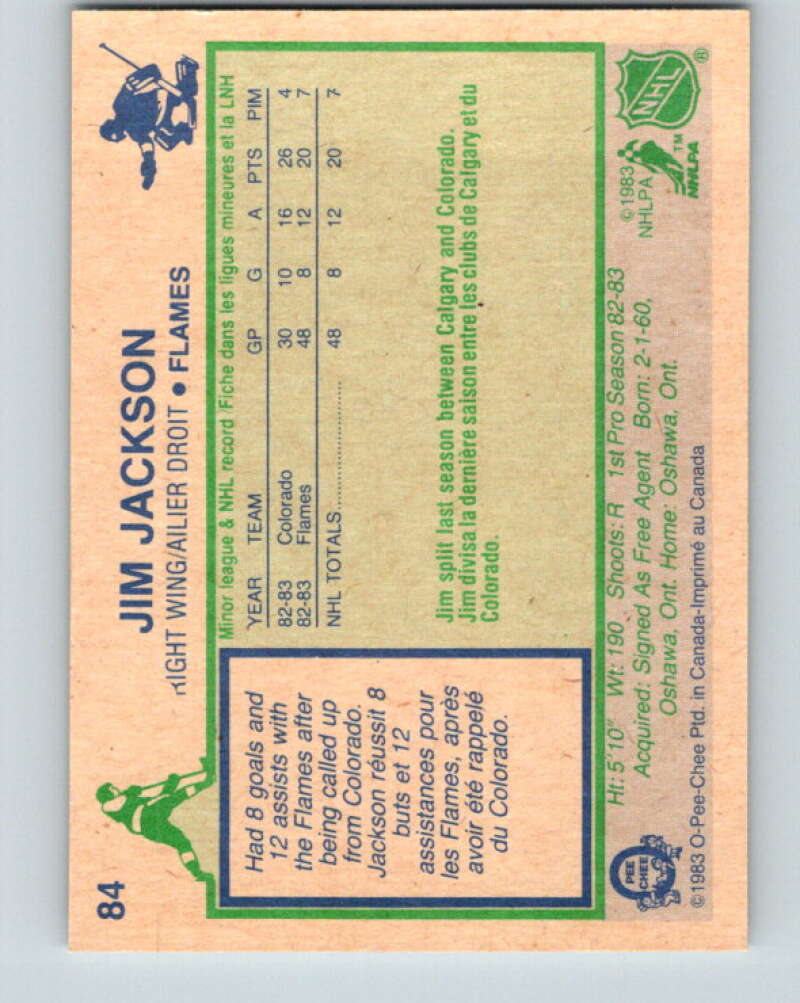 84
JIM JACKSON
RIGHT WING/AILIER DROIT • FLAMES
Had 8 goals and
12 assists with
the Flames after
being called up
from Colorado.
Jackson réussit 8
buts et 12
assistances pour
les Flames, après
avoir été rappelé
du Colorado.
Minor league & NHL record/Fiche dans les ligues mineures et la LNH
YEAR TEAM GP G A PTS PIM
82-83 Colorado 30 10 16 26 4
82-83 Flames 48 8 12 20 7
NHL TOTALS 48 8 12 20 7
Jim split last season between Calgary and Colorado.
Jim divisa la dernière saison entre les clubs de Calgary et du
Colorado.
Ht: 5'10" Wt: 190 Shoots: R 1st Pro Season 82-83
Acquired: Signed As Free Agent Born: 2-1-60,
Oshawa, Ont. Home: Oshawa, Ont.
O PEE CHEE
©1983 O-Pee-Chee Ptd. in Canada-Imprimé au Canada
©1983
NHLPA
NHLPA TM
NHL ®